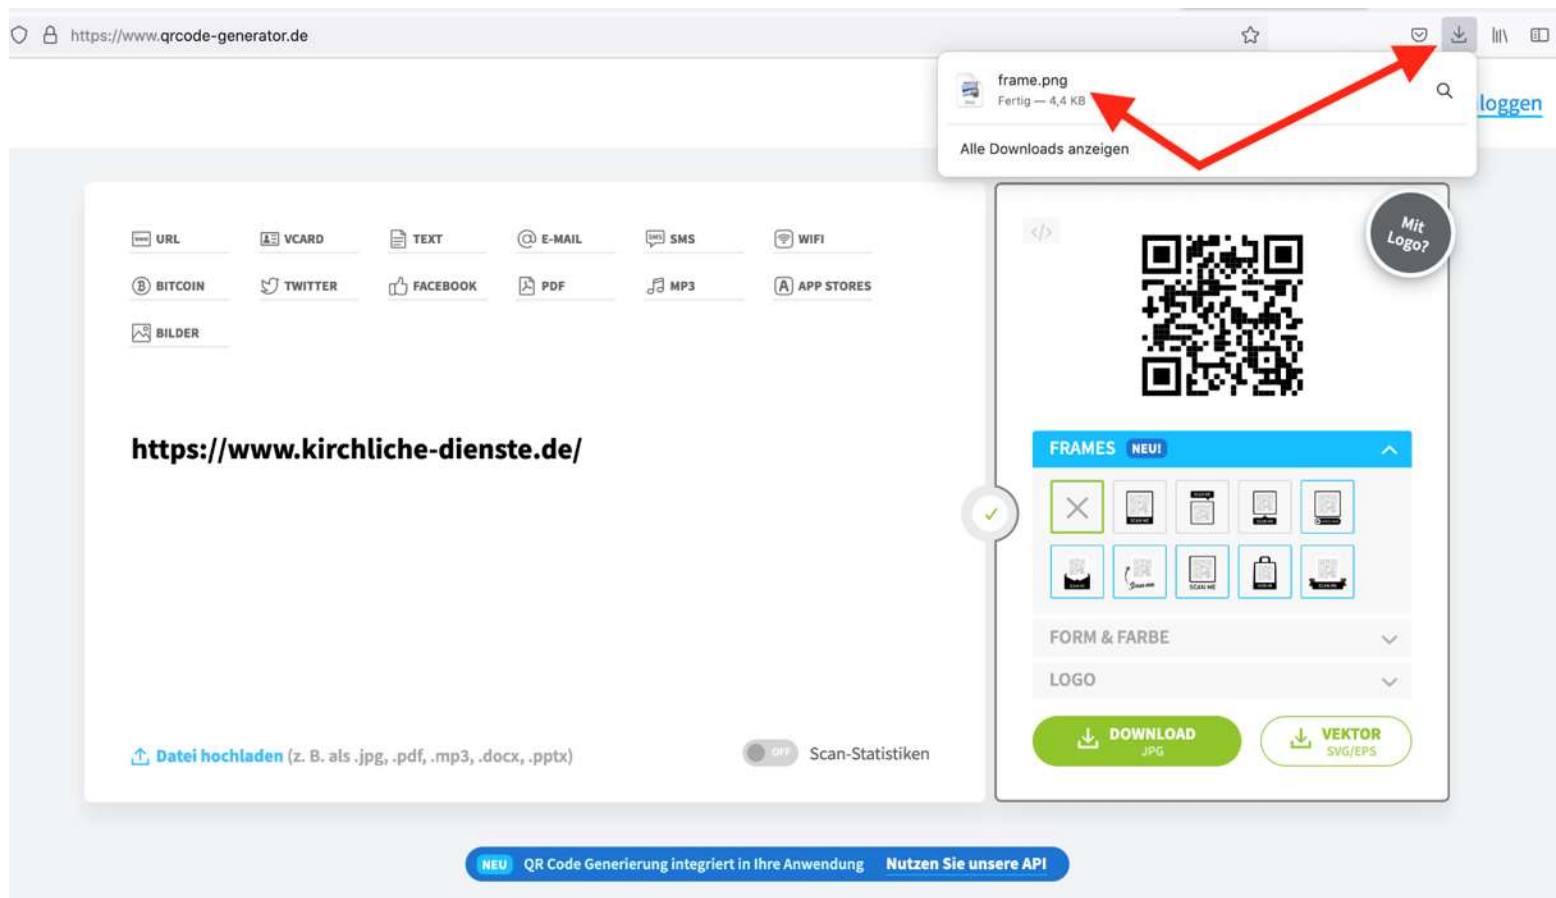 https://www.qrcode-generator.de
frame.png
Fertig — 4,4 KB
Alle Downloads anzeigen
loggen
URL VCARD TEXT E-MAIL SMS WIFI
BITCOIN TWITTER FACEBOOK PDF MP3 APP STORES
BILDER
Mit
Logo?
https://www.kirchliche-dienste.de/
FRAMES NEU!
FORM & FARBE
LOGO
Datei hochladen (z. B. als .jpg, .pdf, .mp3, .docx, .pptx)
OFF Scan-Statistiken
DOWNLOAD
JPG
VEKTOR
SVG/EPS
NEU QR Code Generierung integriert in Ihre Anwendung Nutzen Sie unsere API